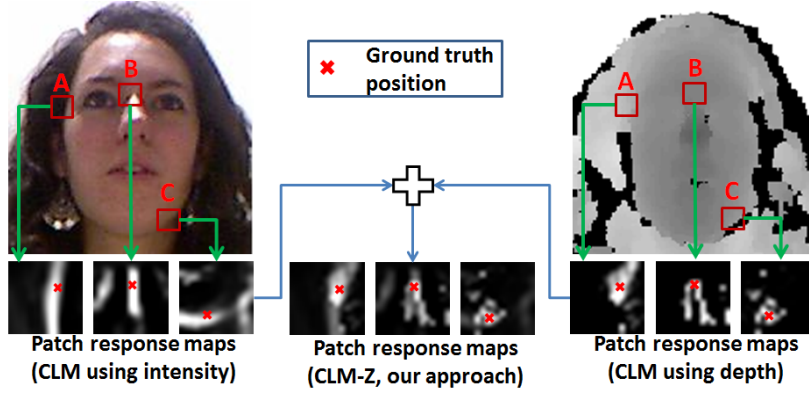 Ground truth
position
A
B
C
A
B
C
Patch response maps
(CLM using intensity)
Patch response maps
(CLM-Z, our approach)
Patch response maps
(CLM using depth)